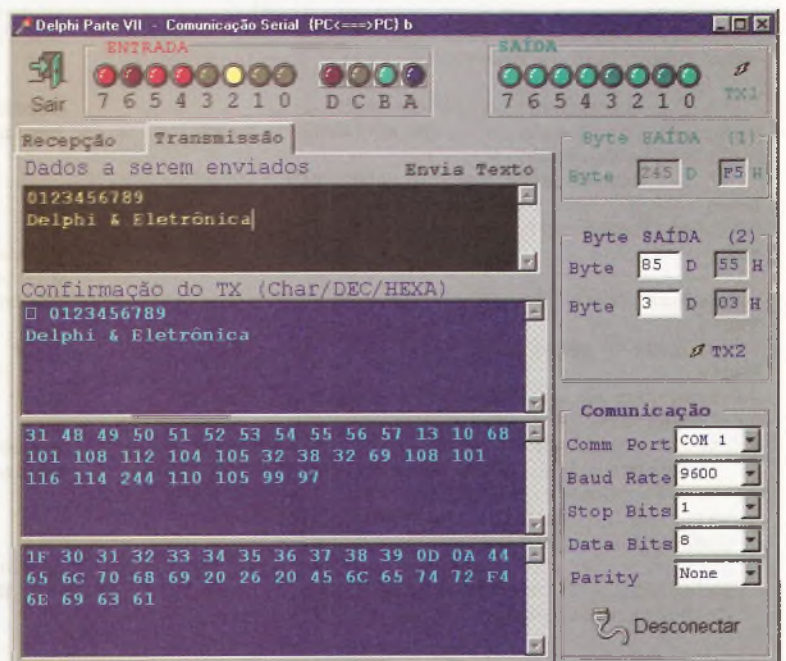 Delphi Parte VII - Comunicação Serial (PC<===>PC) b
ENTRADA
SAÍDA
Sair
7 6 5 4 3 2 1 0
D C B A
7 6 5 4 3 2 1 0
TX1
Recepção
Transmissão
Dados a serem enviados
Envia Texto
0123456789
Delphi & Eletrônica
Confirmação do TX (Char/DEC/HEXA)
□ 0123456789
Delphi & Eletrônica
31 48 49 50 51 52 53 54 55 56 57 13 10 68
101 108 112 104 105 32 38 32 69 108 101
116 114 244 110 105 99 97
1F 30 31 32 33 34 35 36 37 38 39 0D 0A 44
65 6C 70 68 69 20 26 20 45 6C 65 74 72 F4
6E 69 63 61
Byte SAÍDA (1)
Byte 245 D F5 H
Byte SAÍDA (2)
Byte 85 D 55 H
Byte 3 D 03 H
TX2
Comunicação
Comm Port COM 1
Baud Rate 9600
Stop Bits 1
Data Bits 8
Parity None
Desconectar